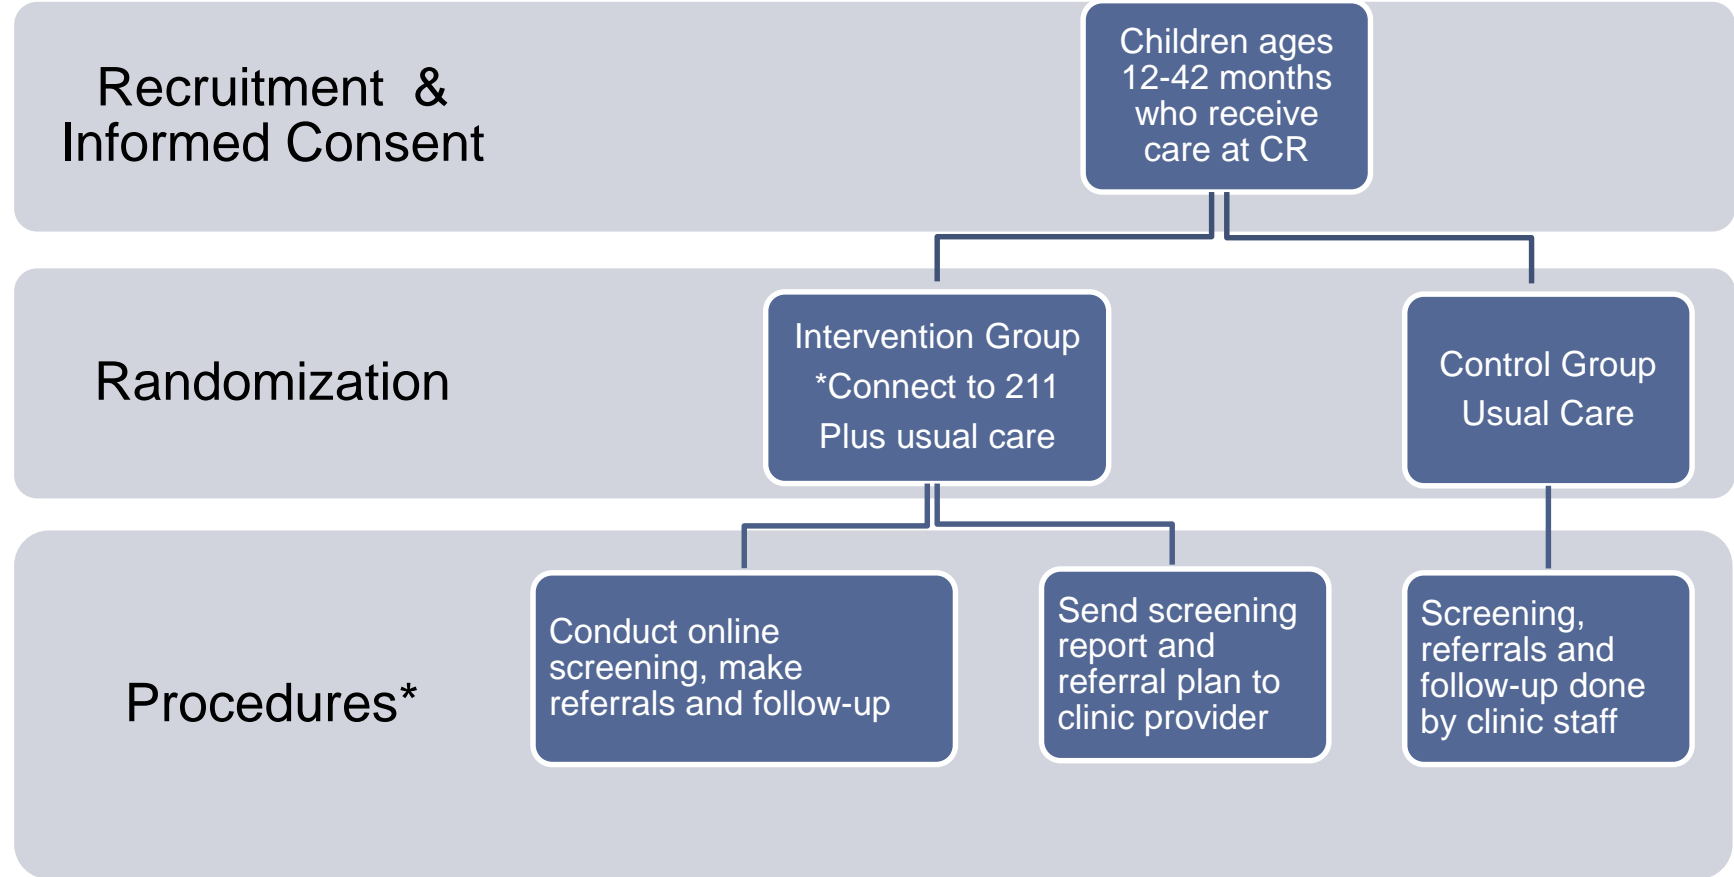 Recruitment &
Informed Consent
Children ages
12-42 months
who receive
care at CR
Randomization
Intervention Group
*Connect to 211
Plus usual care
Control Group
Usual Care
Procedures*
Conduct online
screening, make
referrals and follow-up
Send screening
report and
referral plan to
clinic provider
Screening,
referrals and
follow-up done
by clinic staff